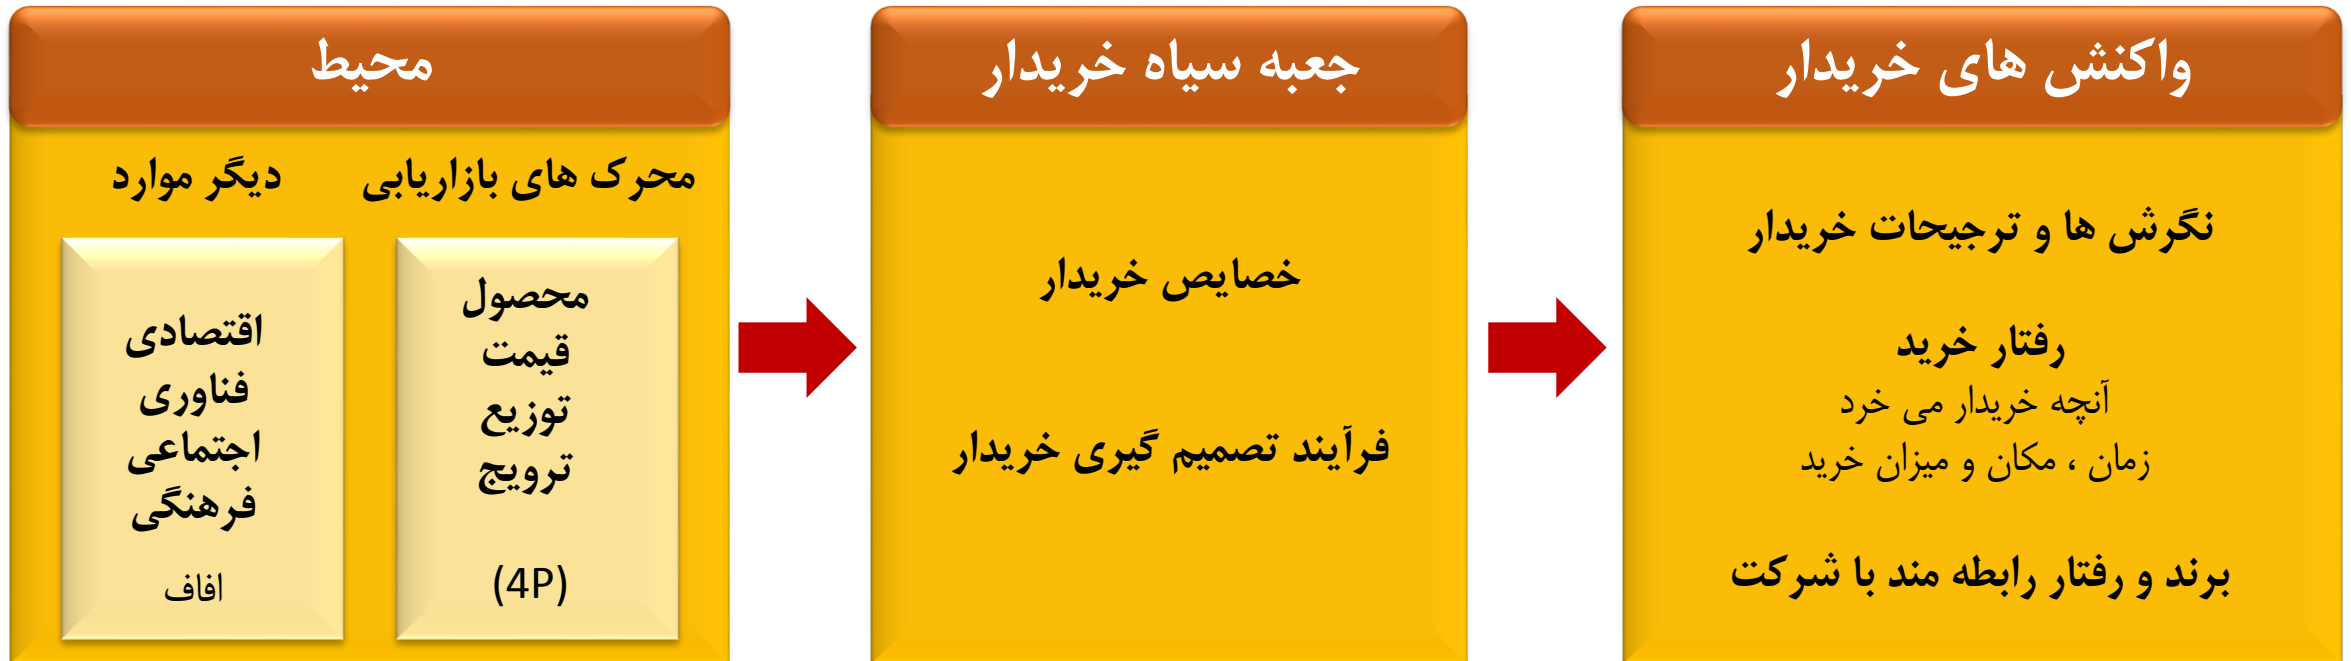 محیط
محرک های بازاریابی
محصول
قیمت
توزیع
ترویج
(4P)
دیگر موارد
اقتصادی
فناوری
اجتماعی
فرهنگی
افاف
جعبه سیاه خریدار
خصایص خریدار
فرآیند تصمیم گیری خریدار
واکنش های خریدار
نگرش ها و ترجیحات خریدار
رفتار خرید
آنچه خریدار می خرد
زمان ، مکان و میزان خرید
برند و رفتار رابطه مند با شرکت